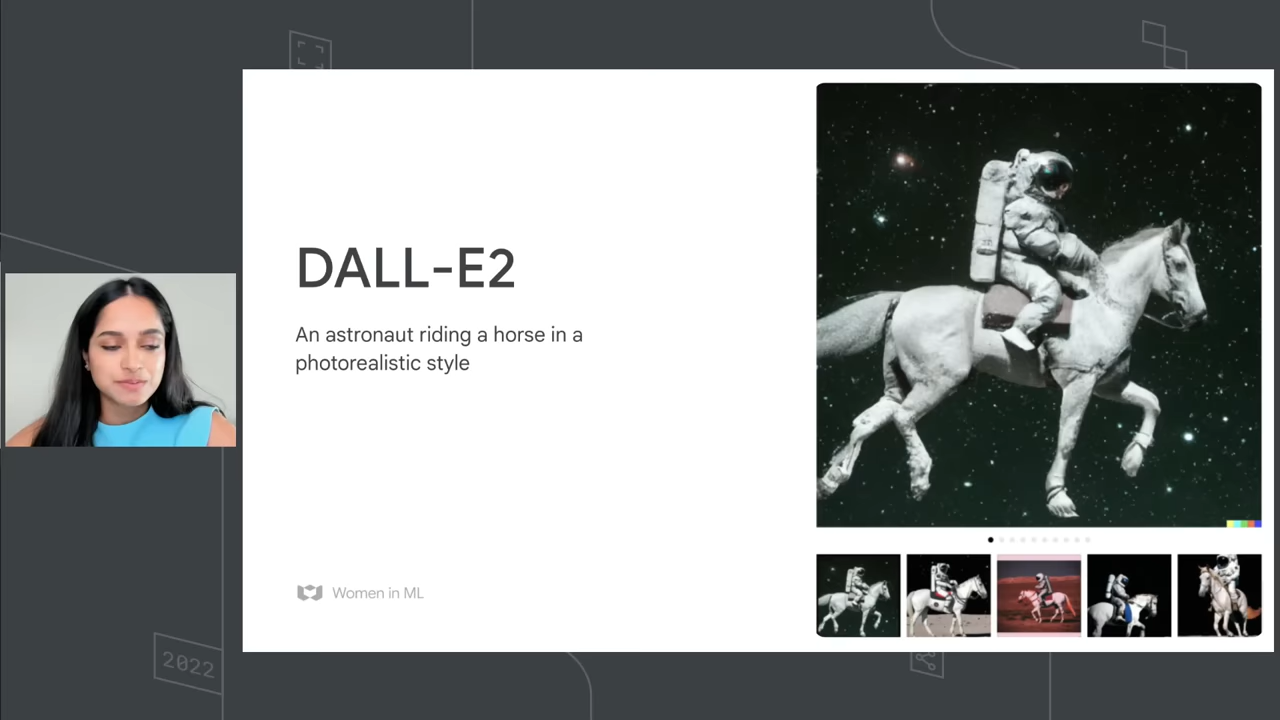 DALL-E2
An astronaut riding a horse in a
photorealistic style
Women in ML
2022